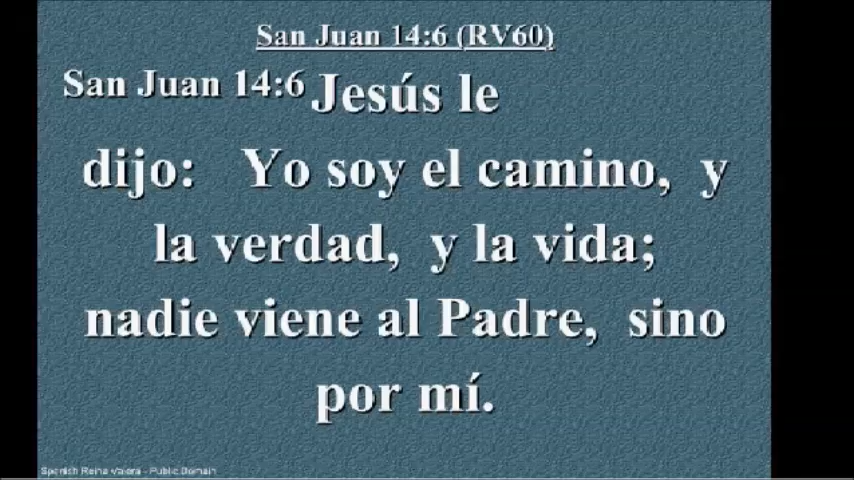 San Juan 14:6 (RV60)
San Juan 14:6 Jesús le
dijo: Yo soy el camino, y
la verdad, y la vida;
nadie viene al Padre, sino
por mí.
Spanish Reina Valera - Public Domain